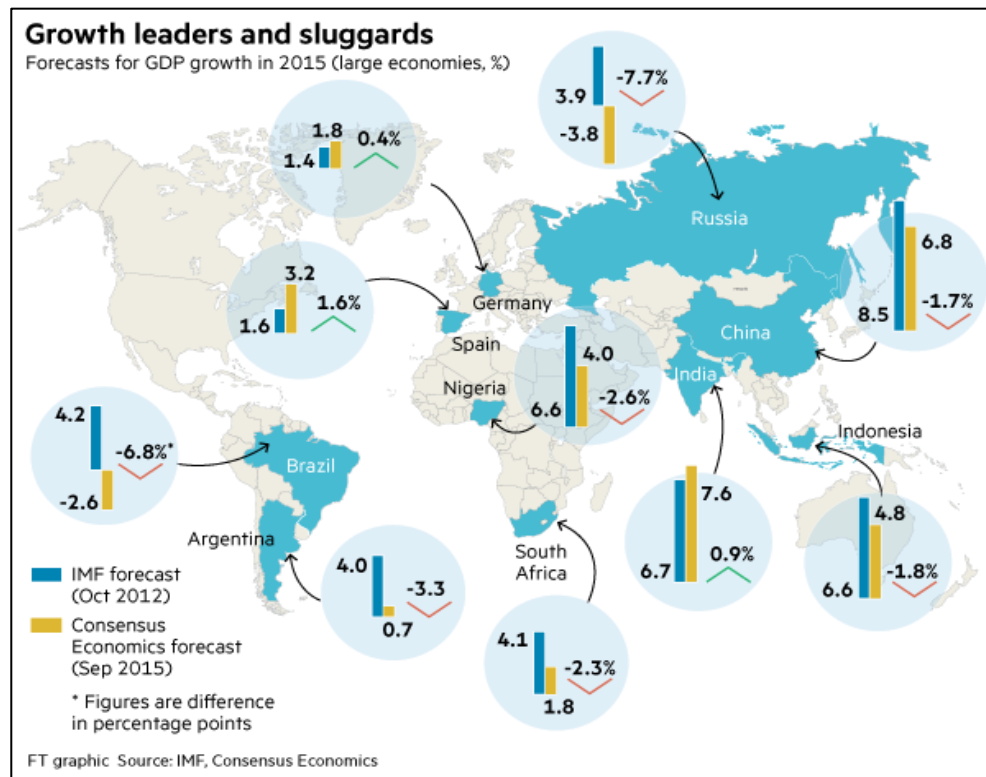 Growth leaders and sluggards
Forecasts for GDP growth in 2015 (large economies, %)
3.9
-7.7%
-3.8
1.8
0.4%
1.4
Russia
6.8
8.5
-1.7%
3.2
1.6%
1.6
Germany
Spain
China
India
Nigeria
4.0
6.6
-2.6%
4.2
-6.8%*
-2.6
Brazil
Indonesia
7.6
6.7
0.9%
4.8
-1.8%
6.6
Argentina
South
Africa
4.0
-3.3
0.7
4.1
-2.3%
1.8
IMF forecast
(Oct 2012)
Consensus
Economics forecast
(Sep 2015)
* Figures are difference
in percentage points
FT graphic Source: IMF, Consensus Economics